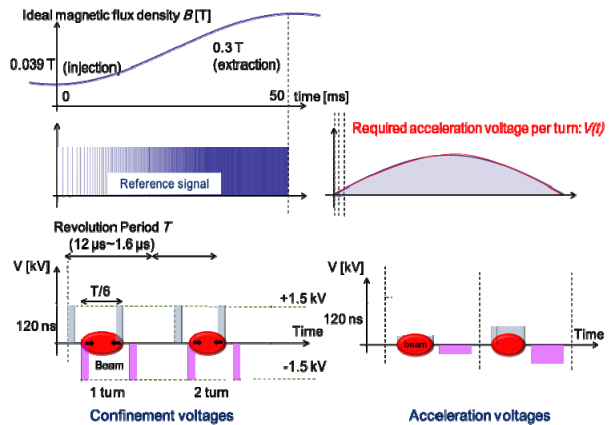 Ideal magnetic flux density B [T]
0.039 T
(injection)
0.3 T
(extraction)
0
50
time [ms]
Required acceleration voltage per turn: V(t)
Reference signal
Revolution Period T
(12 µs~1.6 µs)
V [kV]
T/6
+1.5 kV
120 ns
Time
Beam
-1.5 kV
1 turn
2 turn
Confinement voltages
V [kV]
120 ns
Time
beam
Acceleration voltages